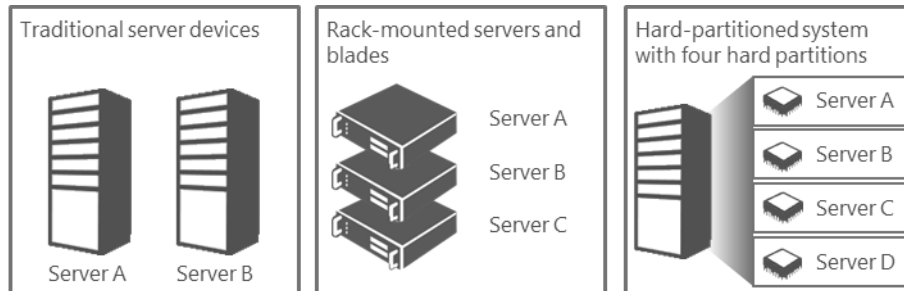 Traditional server devices
Server A
Server B
Rack-mounted servers and
blades
Server A
Server B
Server C
Hard-partitioned system
with four hard partitions
Server A
Server B
Server C
Server D